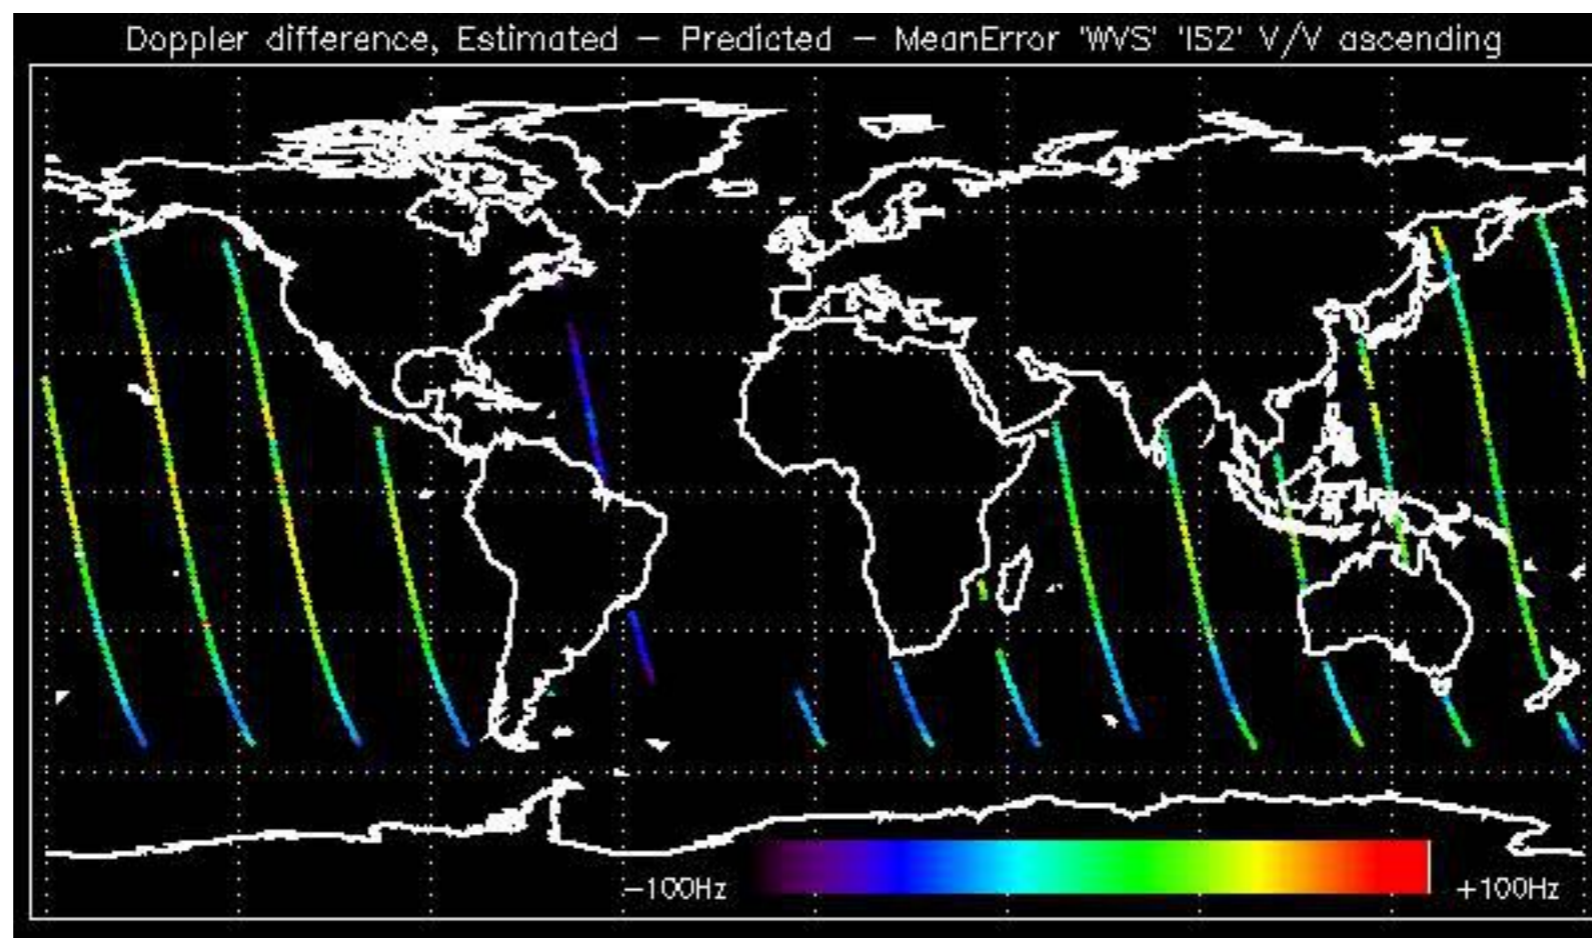 Doppler difference, Estimated – Predicted – MeanError 'WVS' 'IS2' V/V ascending
–100Hz
+100Hz